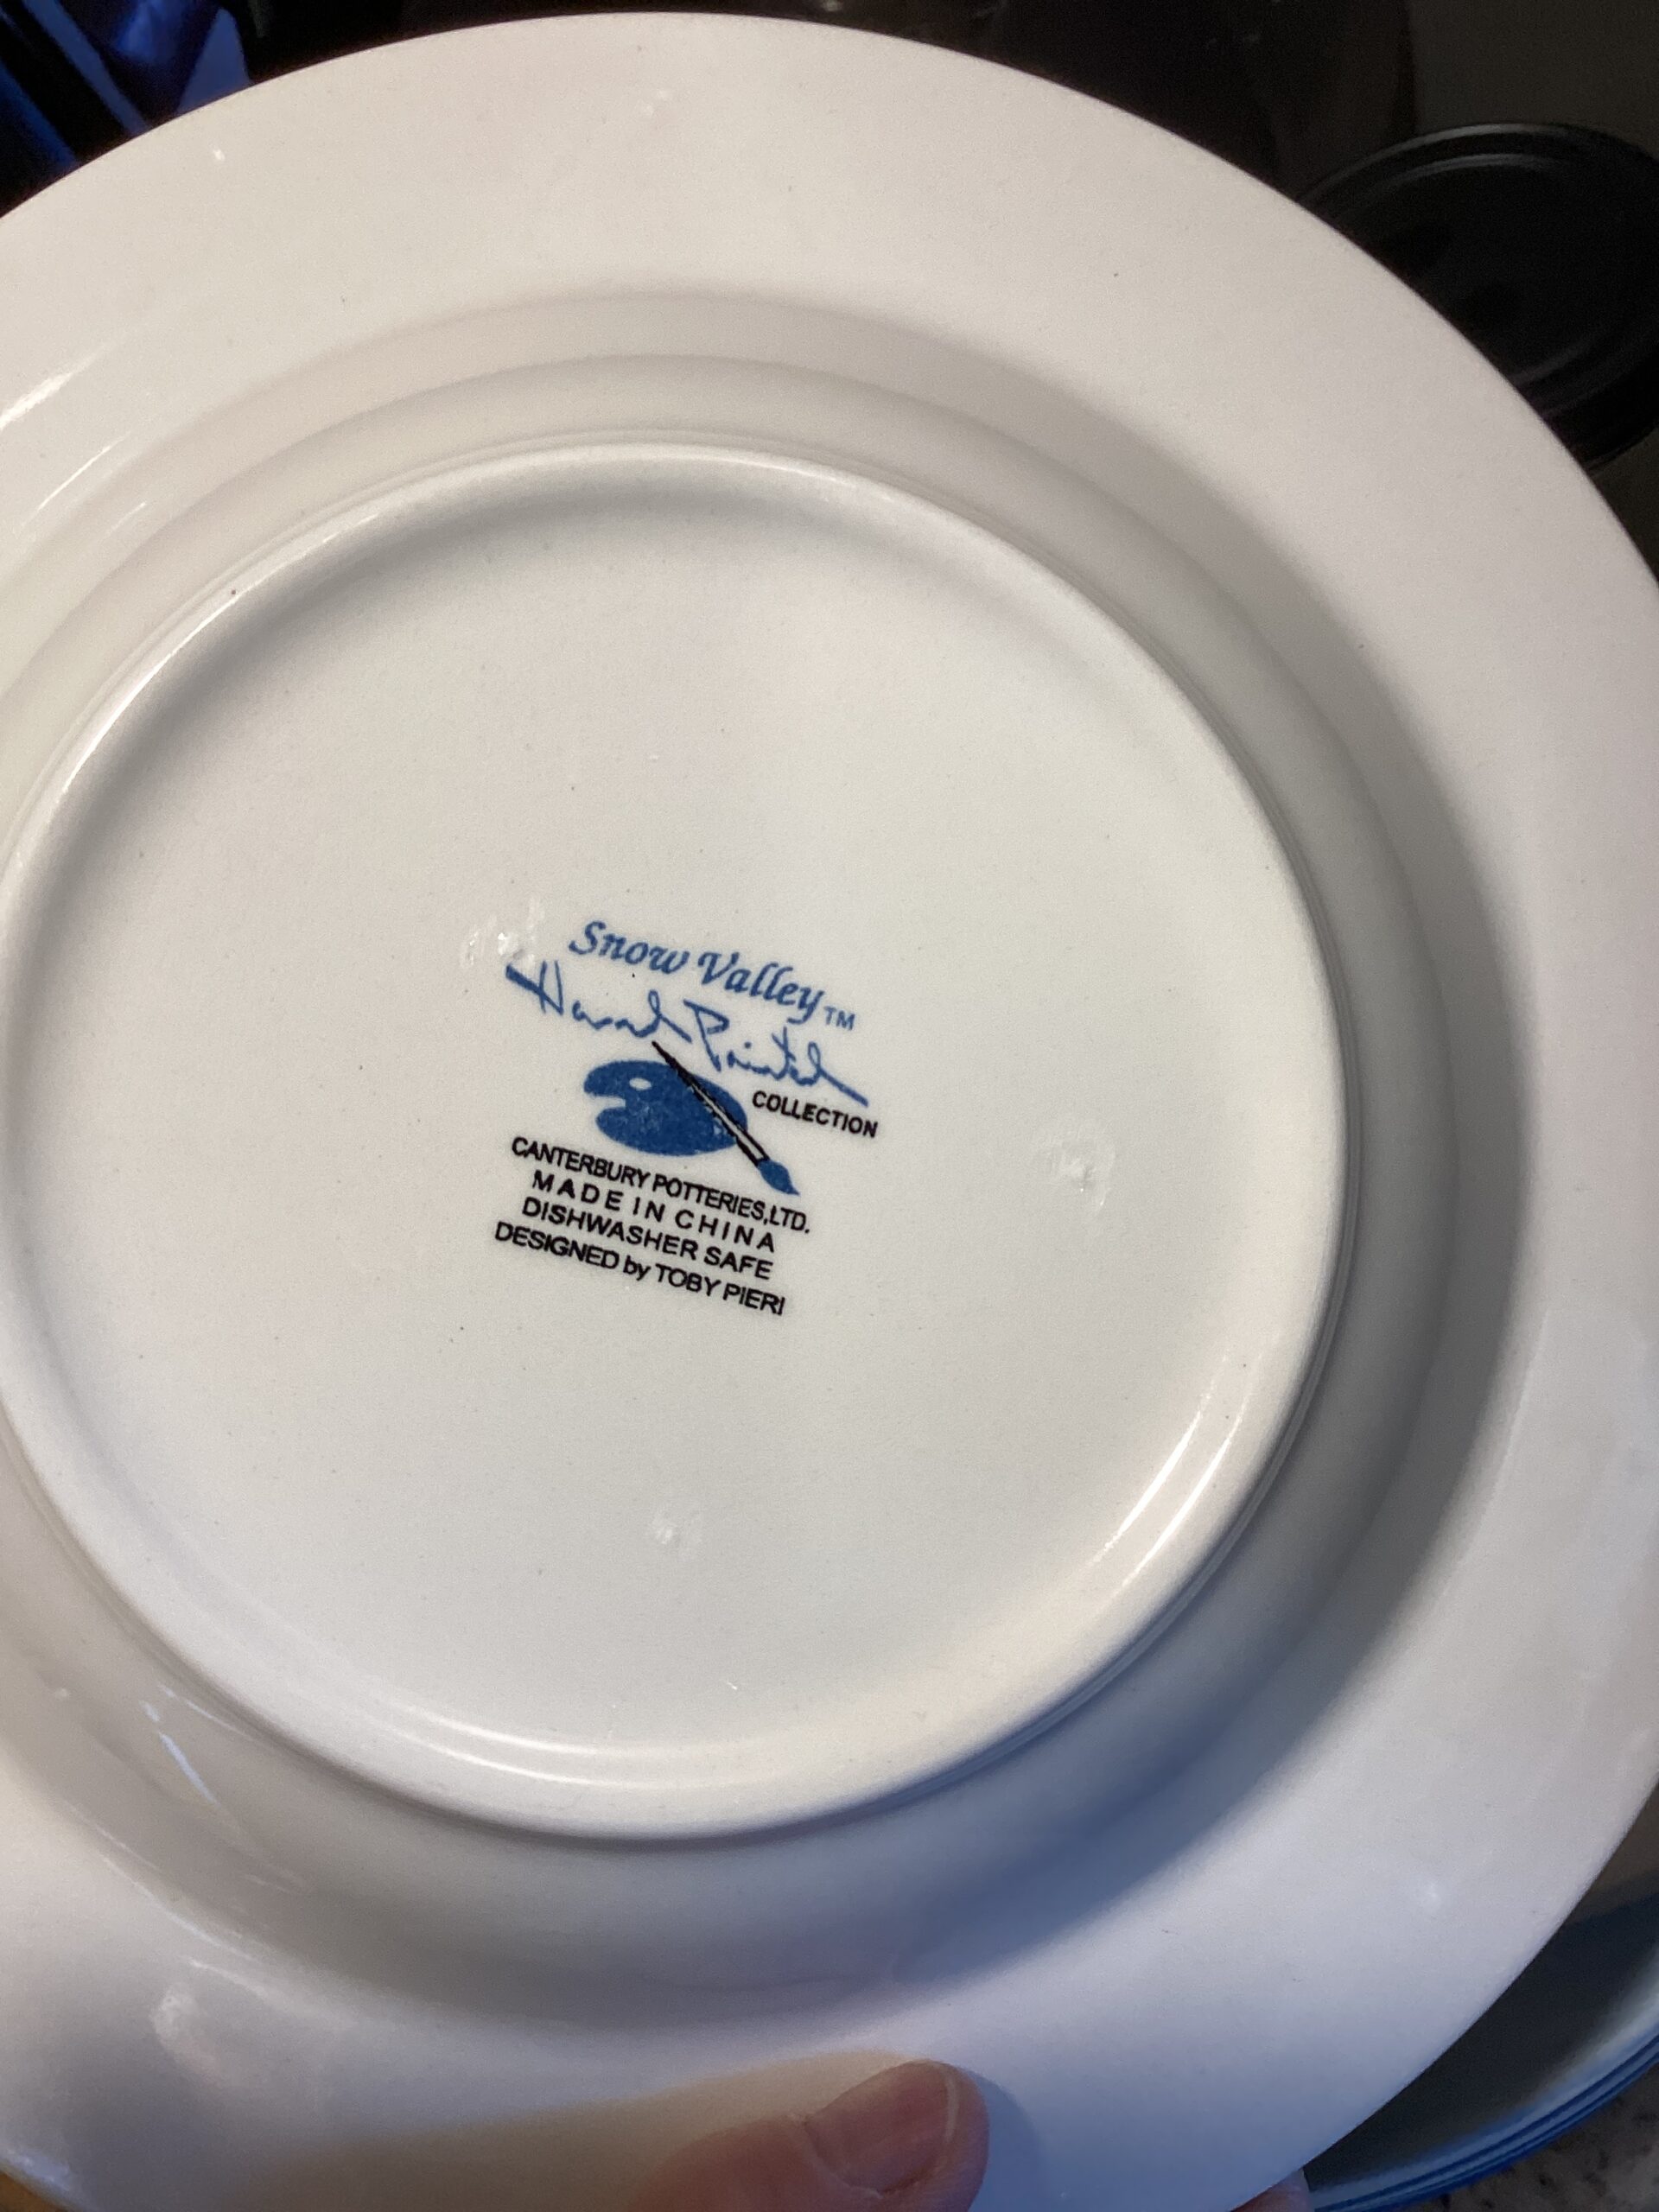 Snow Valley™
Hand Painted
COLLECTION
CANTERBURY POTTERIES, LTD.
MADE IN CHINA
DISHWASHER SAFE
DESIGNED by TOBY PIERI